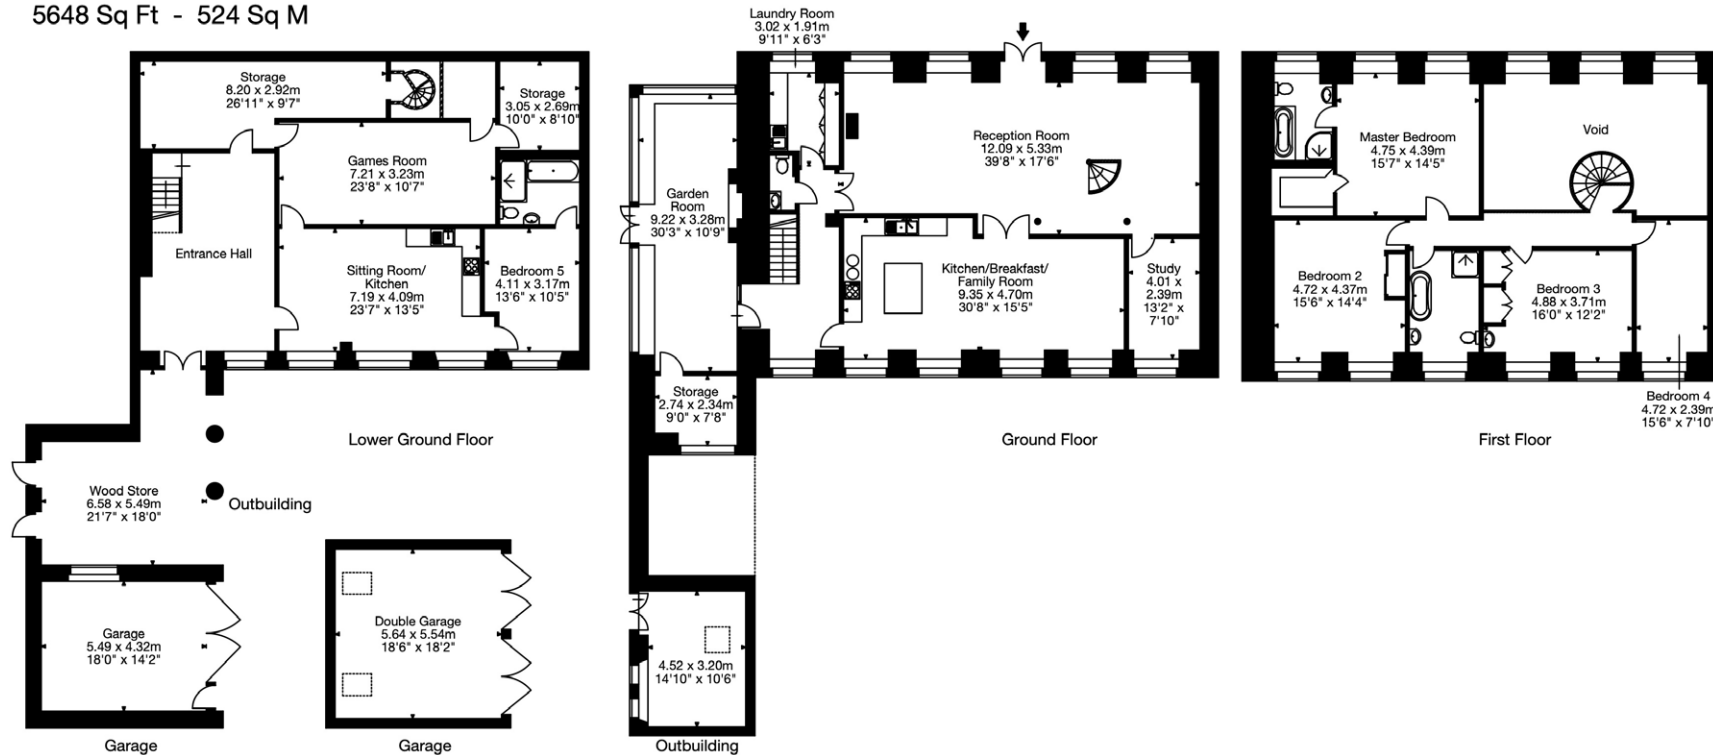 5648 Sq Ft - 524 Sq M
Storage
8.20 x 2.92m
26'11" x 9'7"
Storage
3.05 x 2.69m
10'0" x 8'10"
Games Room
7.21 x 3.23m
23'8" x 10'7"
Entrance Hall
Sitting Room/
Kitchen
7.19 x 4.09m
23'7" x 13'5"
Bedroom 5
4.11 x 3.17m
13'6" x 10'5"
Lower Ground Floor
Wood Store
6.58 x 5.49m
21'7" x 18'0"
Outbuilding
Garage
5.49 x 4.32m
18'0" x 14'2"
Garage
Double Garage
5.64 x 5.54m
18'6" x 18'2"
Garage
Laundry Room
3.02 x 1.91m
9'11" x 6'3"
Reception Room
12.09 x 5.33m
39'8" x 17'6"
Garden
Room
9.22 x 3.28m
30'3" x 10'9"
Kitchen/Breakfast/
Family Room
9.35 x 4.70m
30'8" x 15'5"
Study
4.01 x
2.39m
13'2" x
7'10"
Storage
2.74 x 2.34m
9'0" x 7'8"
Ground Floor
4.52 x 3.20m
14'10" x 10'6"
Outbuilding
Master Bedroom
4.75 x 4.39m
15'7" x 14'5"
Void
Bedroom 2
4.72 x 4.37m
15'6" x 14'4"
Bedroom 3
4.88 x 3.71m
16'0" x 12'2"
Bedroom 4
4.72 x 2.39m
15'6" x 7'10"
First Floor